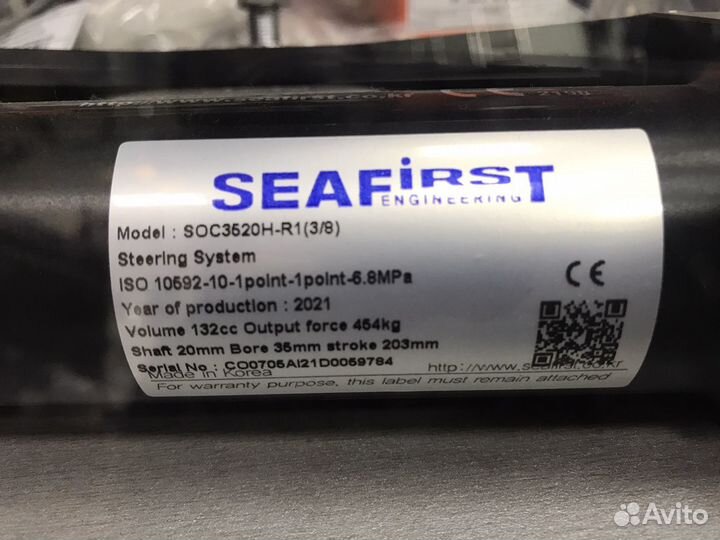 SEAFiRST
ENGINEERING
Model : SOC3520H-R1(3/8)
Steering System
ISO 10592-10-1point-1point-6.8MPa
CE
Year of production : 2021
Volume 132cc Output force 454kg
Shaft 20mm Bore 35mm stroke 203mm
Serial No : CO0705AI21D0059784
Made in Korea
http://www.seafirst.co.kr
For warranty purpose, this label must remain attached
Avito